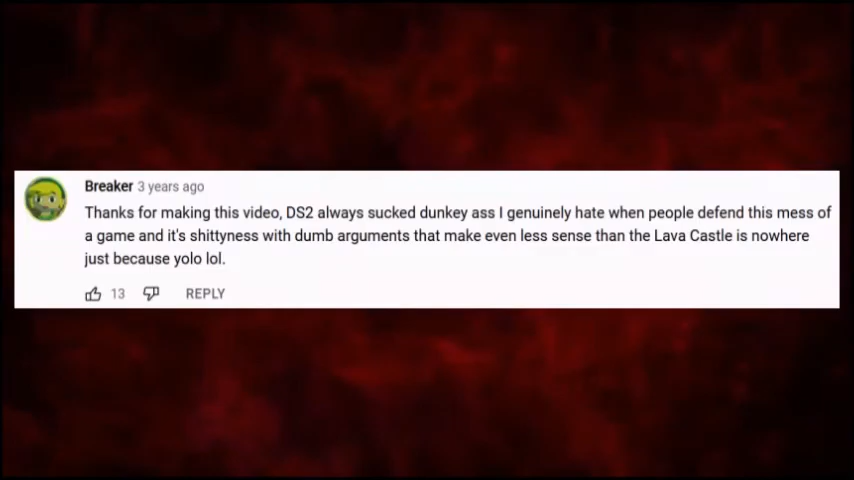 Breaker 3 years ago
Thanks for making this video, DS2 always sucked dunkey ass I genuinely hate when people defend this mess of
a game and it's shittyness with dumb arguments that make even less sense than the Lava Castle is nowhere
just because yolo lol.
13 REPLY